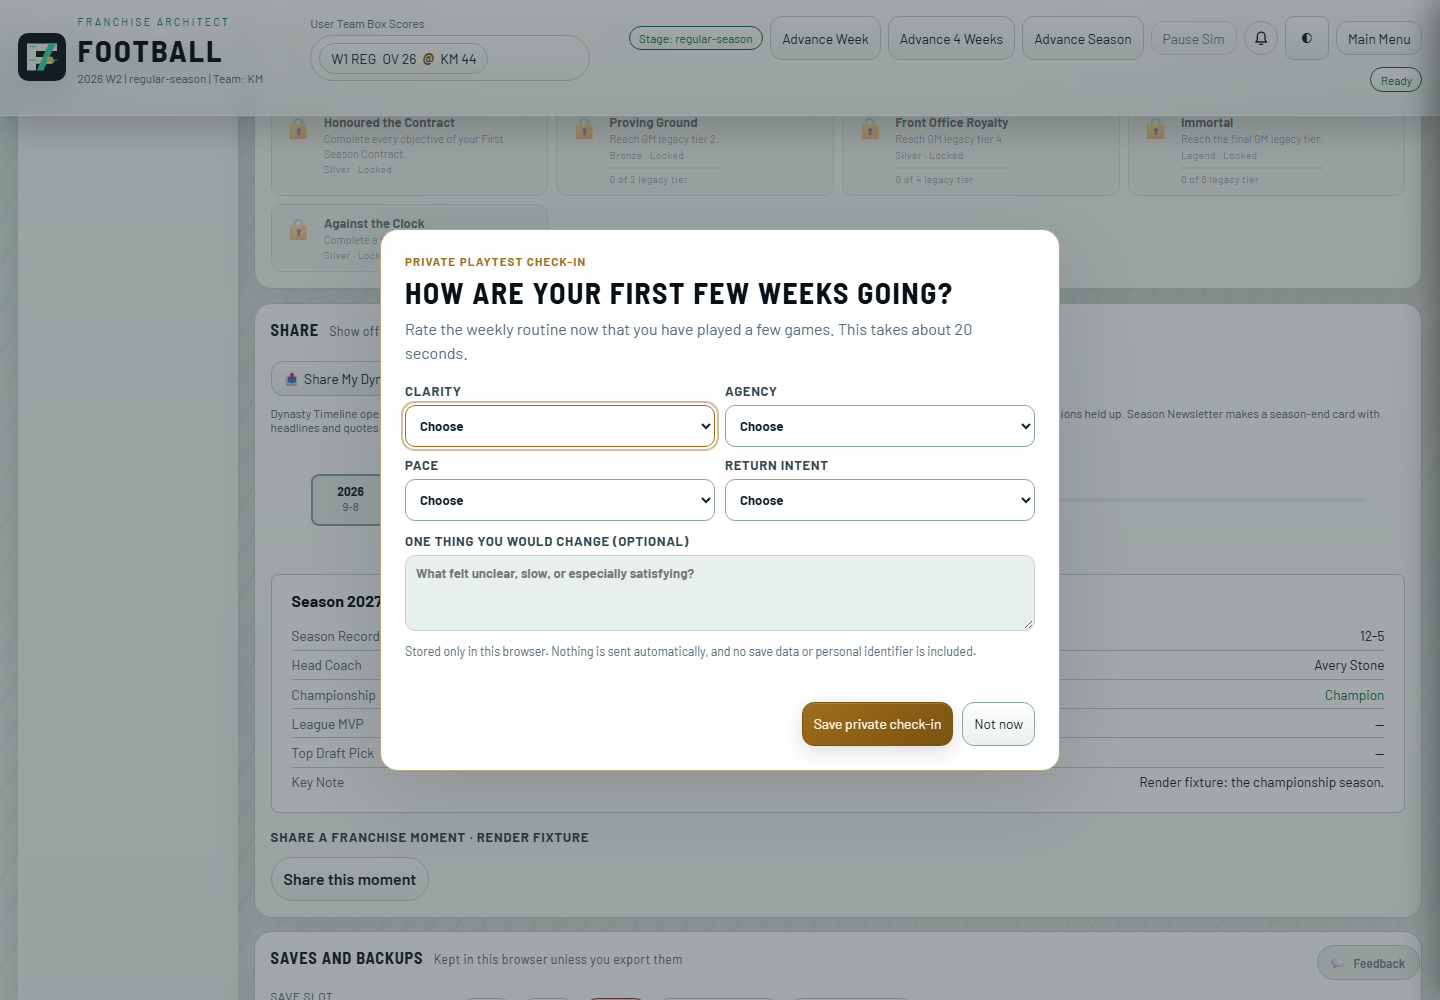 FRANCHISE ARCHITECT
FOOTBALL
2026 W2 | regular-season | Team: KM
User Team Box Scores
W1 REG OV 26 @ KM 44
Stage: regular-season
Advance Week
Advance 4 Weeks
Advance Season
Pause Sim
Main Menu
Ready
Honoured the Contract
Complete every objective of your First
Season Contract.
Silver · Locked
Proving Ground
Reach GM legacy tier 2.
Bronze · Locked
0 of 2 legacy tier
Front Office Royalty
Reach GM legacy tier 4.
Silver · Locked
0 of 4 legacy tier
Immortal
Reach the final GM legacy tier.
Legend · Locked
0 of 6 legacy tier
Against the Clock
Complete a
Silver · Lock
PRIVATE PLAYTEST CHECK-IN
HOW ARE YOUR FIRST FEW WEEKS GOING?
Rate the weekly routine now that you have played a few games. This takes about 20
seconds.
CLARITY
Choose
AGENCY
Choose
PACE
Choose
RETURN INTENT
Choose
ONE THING YOU WOULD CHANGE (OPTIONAL)
What felt unclear, slow, or especially satisfying?
Stored only in this browser. Nothing is sent automatically, and no save data or personal identifier is included.
Save private check-in
Not now
SHARE Show off
Share My Dyn
Dynasty Timeline ope
ions held up. Season Newsletter makes a season-end card with
headlines and quotes
2026
9-8
Season 2027
Season Record 12-5
Head Coach Avery Stone
Championship Champion
League MVP —
Top Draft Pick —
Key Note Render fixture: the championship season.
SHARE A FRANCHISE MOMENT · RENDER FIXTURE
Share this moment
SAVES AND BACKUPS Kept in this browser unless you export them
Feedback
SAVE SLOT